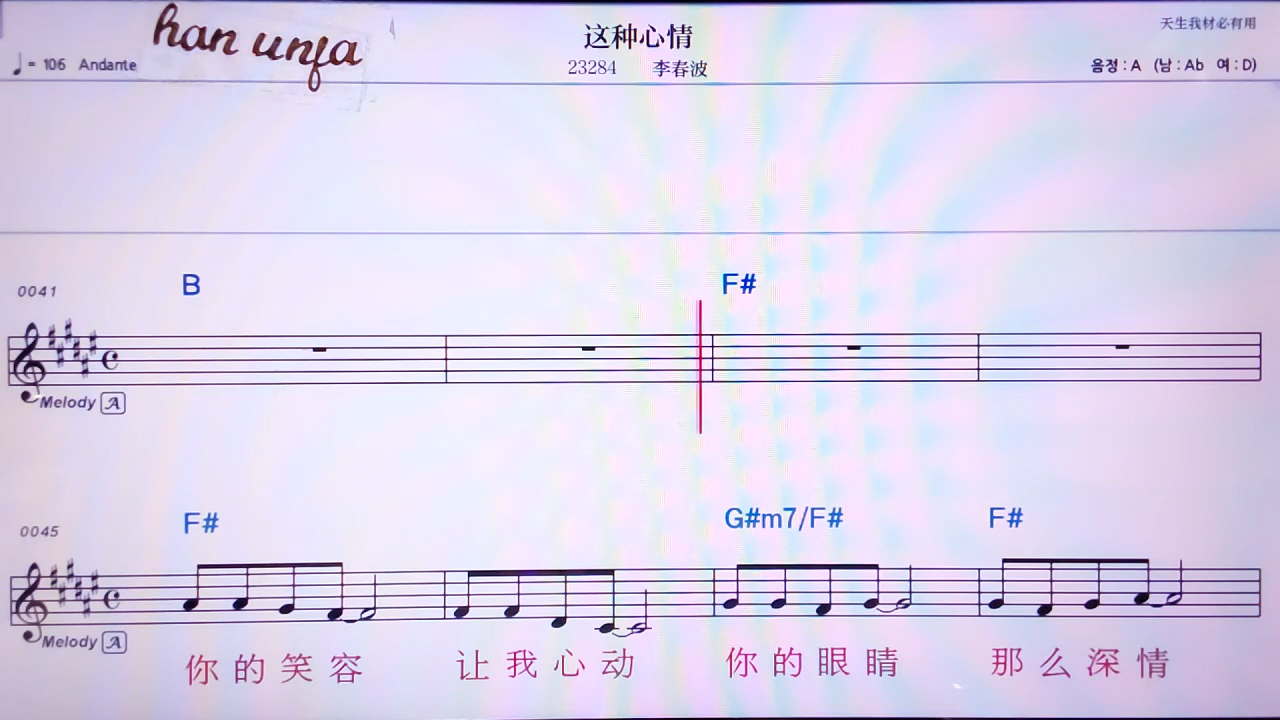 han unfa
这种心情
天生我材必有用
♩= 106 Andante
23284 李春波
음정 : A (남 : Ab 여 : D)
B F#
0041
Melody A
F# G#m7/F# F#
0045
Melody A
你的笑容 让我心动 你的眼睛 那么深情